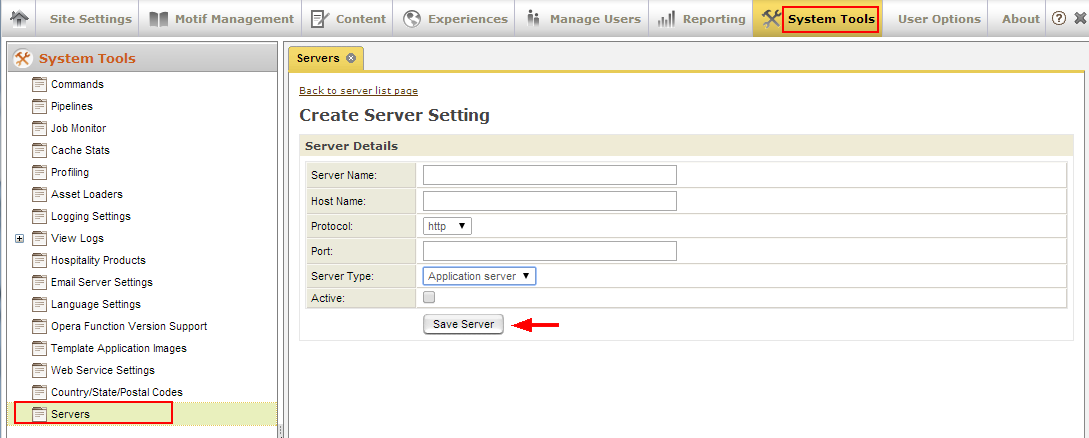 Site Settings Motif Management Content Experiences Manage Users Reporting System Tools User Options About ?
System Tools
Commands
Pipelines
Job Monitor
Cache Stats
Profiling
Asset Loaders
Logging Settings
View Logs
Hospitality Products
Email Server Settings
Language Settings
Opera Function Version Support
Template Application Images
Web Service Settings
Country/State/Postal Codes
Servers
Servers
Back to server list page
Create Server Setting
Server Details
Server Name:
Host Name:
Protocol: http
Port:
Server Type: Application server
Active:
Save Server